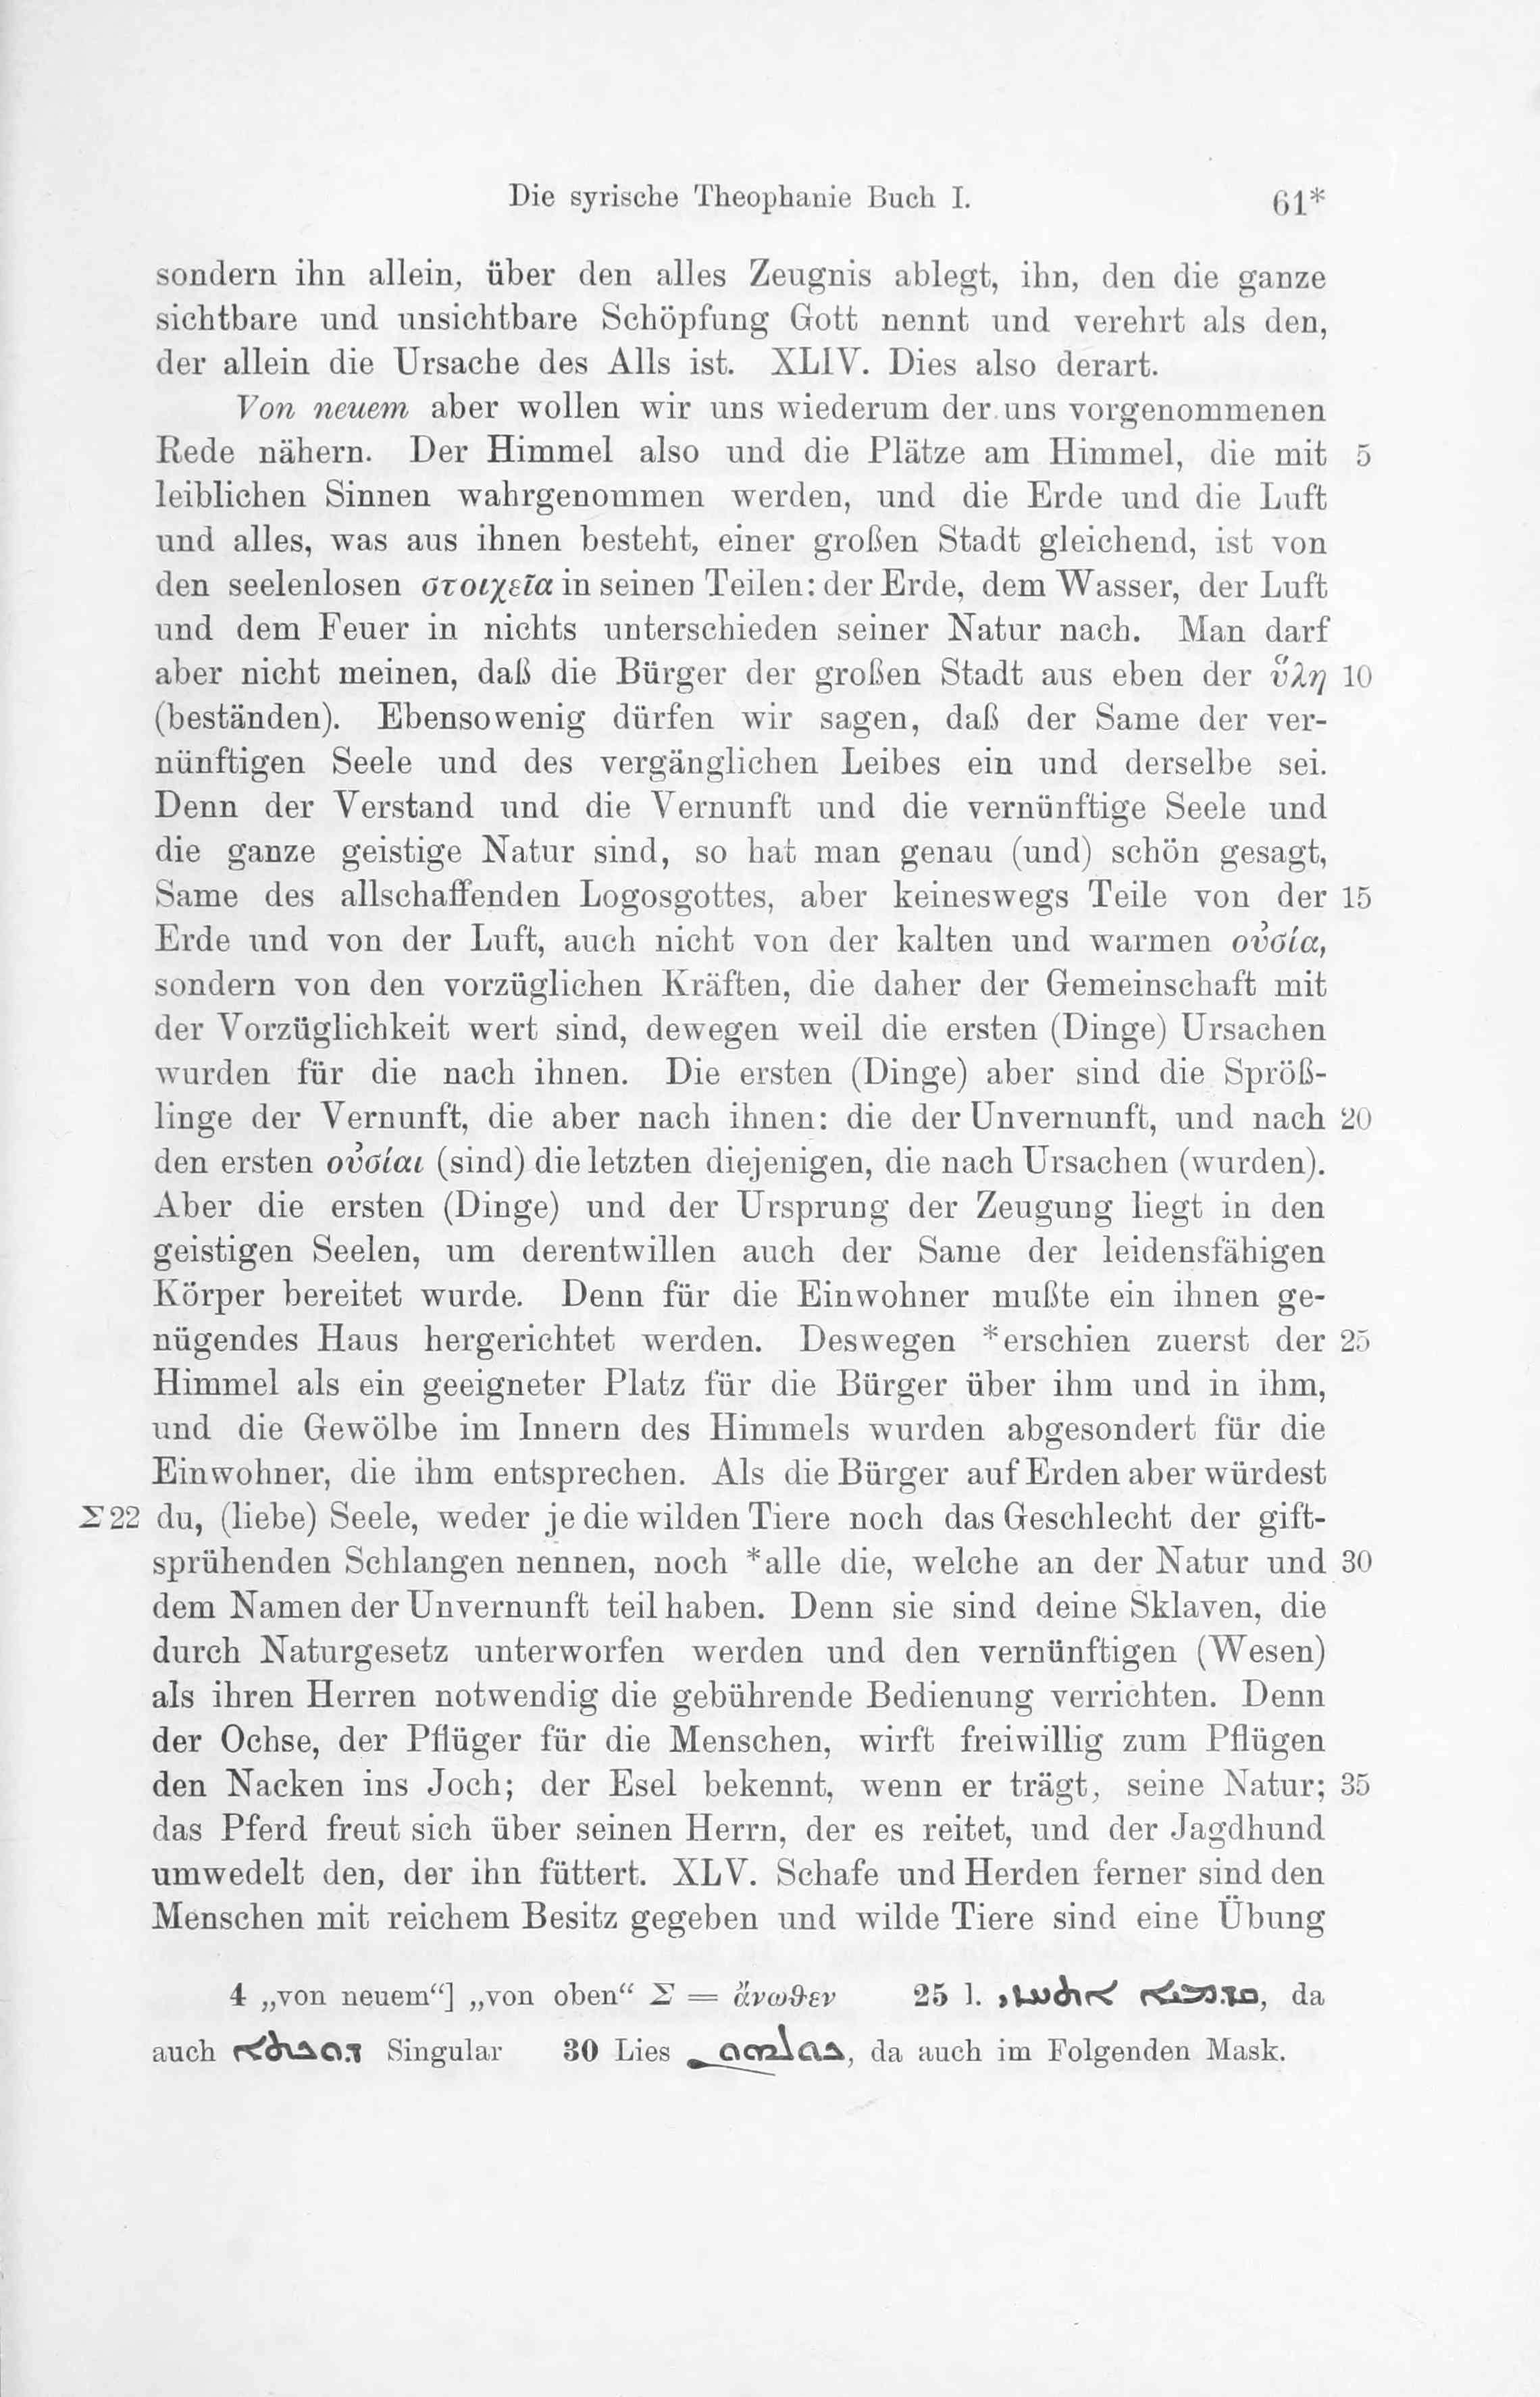 Die syrische Theophanie Buch I. 61*
sondern ihn allein, über den alles Zeugnis ablegt, ihn, den die ganze
sichtbare und unsichtbare Schöpfung Gott nennt und verehrt als den,
der allein die Ursache des Alls ist. XLIV. Dies also derart.
Von neuem aber wollen wir uns wiederum der uns vorgenommenen
Rede nähern. Der Himmel also und die Plätze am Himmel, die mit 5
leiblichen Sinnen wahrgenommen werden, und die Erde und die Luft
und alles, was aus ihnen besteht, einer großen Stadt gleichend, ist von
den seelenlosen στοιχεῖα in seinen Teilen: der Erde, dem Wasser, der Luft
und dem Feuer in nichts unterschieden seiner Natur nach. Man darf
aber nicht meinen, daß die Bürger der großen Stadt aus eben der ὕλη 10
(beständen). Ebensowenig dürfen wir sagen, daß der Same der ver-
nünftigen Seele und des vergänglichen Leibes ein und derselbe sei.
Denn der Verstand und die Vernunft und die vernünftige Seele und
die ganze geistige Natur sind, so hat man genau (und) schön gesagt,
Same des allschaffenden Logosgottes, aber keineswegs Teile von der 15
Erde und von der Luft, auch nicht von der kalten und warmen οὐσία,
sondern von den vorzüglichen Kräften, die daher der Gemeinschaft mit
der Vorzüglichkeit wert sind, dewegen weil die ersten (Dinge) Ursachen
wurden für die nach ihnen. Die ersten (Dinge) aber sind die Spröß-
linge der Vernunft, die aber nach ihnen: die der Unvernunft, und nach 20
den ersten οὐσίαι (sind) die letzten diejenigen, die nach Ursachen (wurden).
Aber die ersten (Dinge) und der Ursprung der Zeugung liegt in den
geistigen Seelen, um derentwillen auch der Same der leidensfähigen
Körper bereitet wurde. Denn für die Einwohner mußte ein ihnen ge-
nügendes Haus hergerichtet werden. Deswegen *erschien zuerst der 25
Himmel als ein geeigneter Platz für die Bürger über ihm und in ihm,
und die Gewölbe im Innern des Himmels wurden abgesondert für die
Einwohner, die ihm entsprechen. Als die Bürger auf Erden aber würdest
Σ 22 du, (liebe) Seele, weder je die wilden Tiere noch das Geschlecht der gift-
sprühenden Schlangen nennen, noch *alle die, welche an der Natur und 30
dem Namen der Unvernunft teil haben. Denn sie sind deine Sklaven, die
durch Naturgesetz unterworfen werden und den vernünftigen (Wesen)
als ihren Herren notwendig die gebührende Bedienung verrichten. Denn
der Ochse, der Pflüger für die Menschen, wirft freiwillig zum Pflügen
den Nacken ins Joch; der Esel bekennt, wenn er trägt, seine Natur; 35
das Pferd freut sich über seinen Herrn, der es reitet, und der Jagdhund
umwedelt den, der ihn füttert. XLV. Schafe und Herden ferner sind den
Menschen mit reichem Besitz gegeben und wilde Tiere sind eine Übung
4 „von neuem“] „von oben“ Σ = ἄνωθεν 25 l. , da
auch ܕܘܟܬܐ Singular 30 Lies ܟܘܠܗܘܢ, da auch im Folgenden Mask.